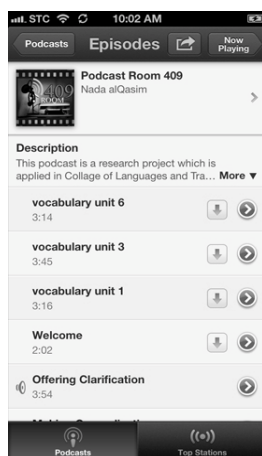 STC 10:02 AM
Podcasts Episodes Now
Playing
409
ROOM
Podcast Room 409
Nada alQasim
Description
This podcast is a research project which is
applied in Collage of Languages and Tra... More ▼
vocabulary unit 6
3:14
vocabulary unit 3
3:45
vocabulary unit 1
3:16
Welcome
2:02
Offering Clarification
3:54
Podcasts Top Stations